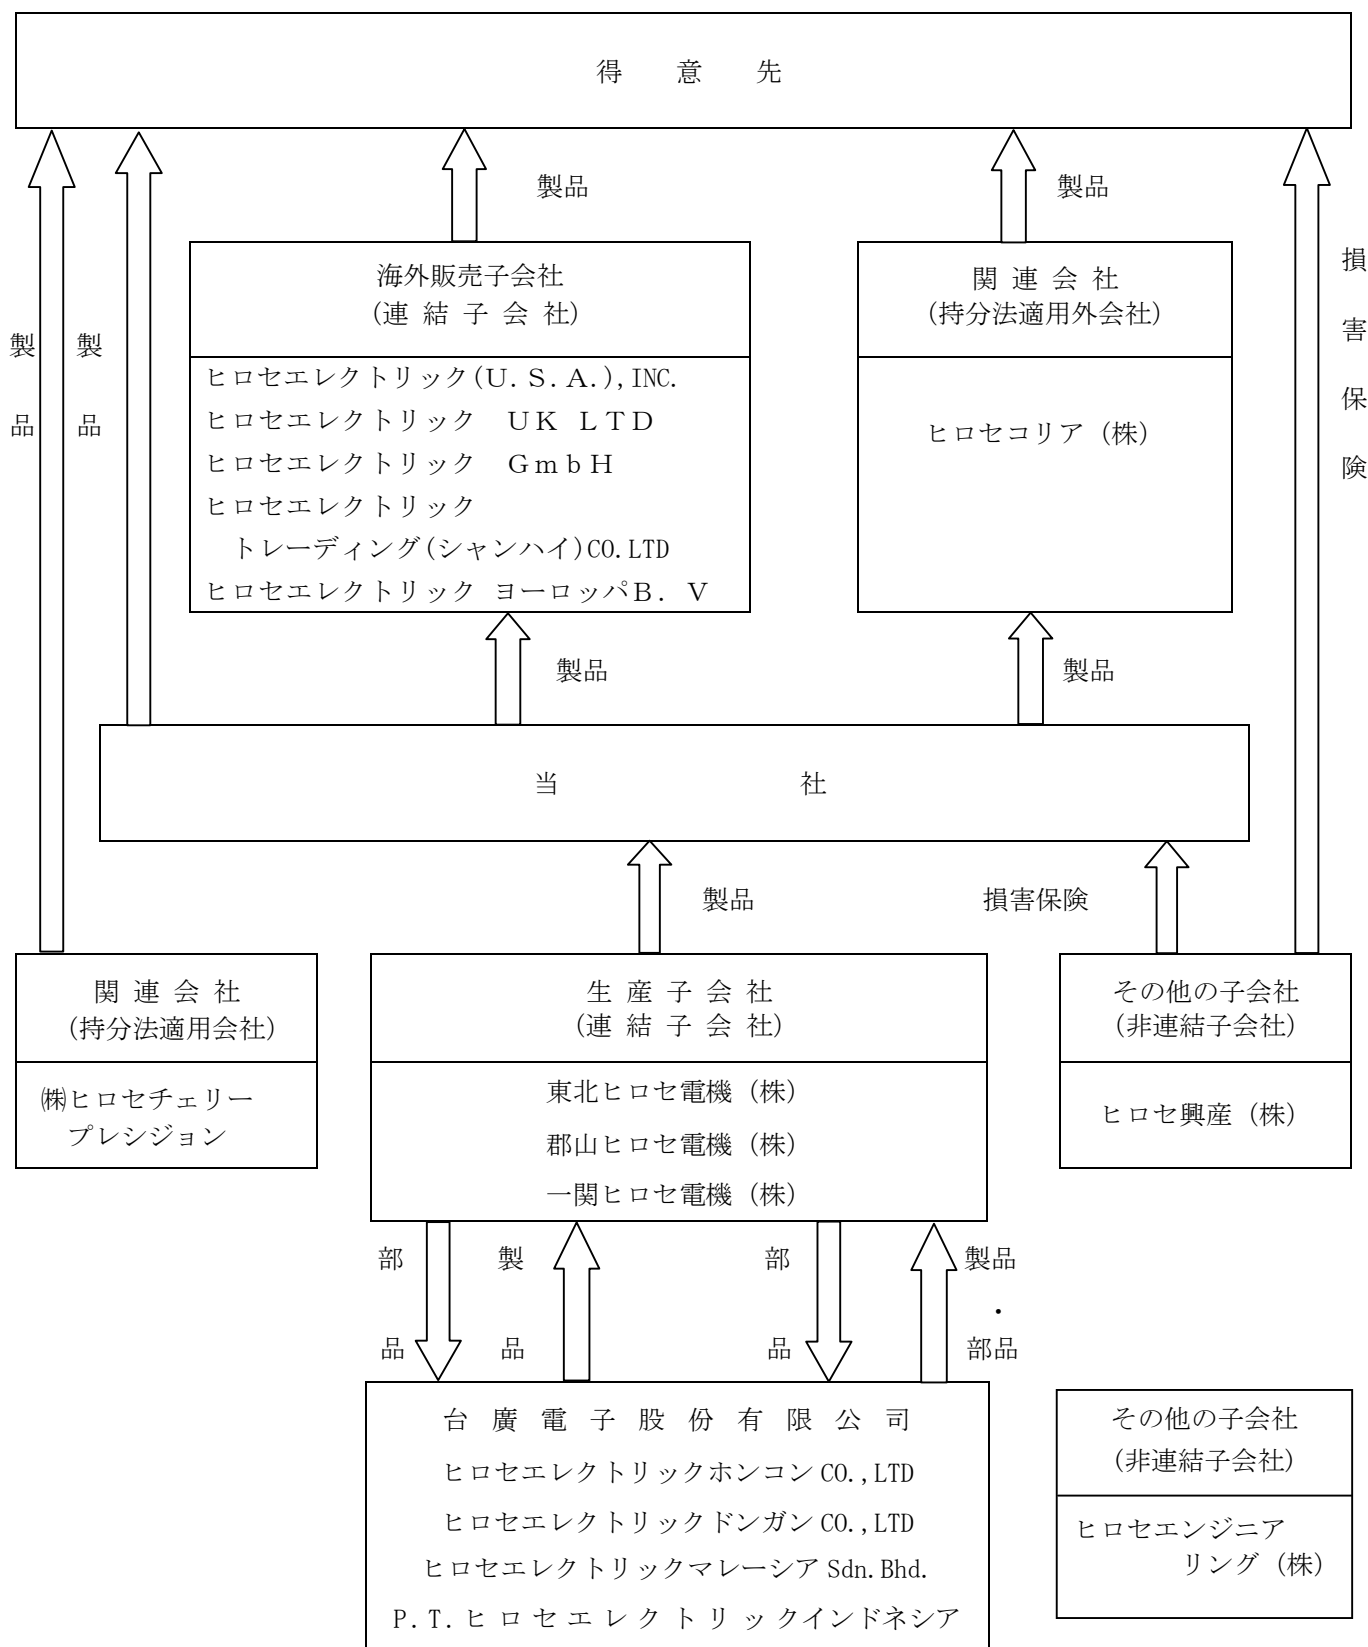 得意先
製品
製品
製品
製品
損害保険
海外販売子会社
(連結子会社)
関連会社
(持分法適用外会社)
ヒロセエレクトリック(U.S.A.),INC.
ヒロセエレクトリック　UK LTD
ヒロセエレクトリック　GmbH
ヒロセエレクトリック
トレーディング(シャンハイ)CO.LTD
ヒロセエレクトリック ヨーロッパB. V
ヒロセコリア (株)
製品
製品
当社
製品
損害保険
関連会社
(持分法適用会社)
㈱ヒロセチェリー
プレシジョン
生産子会社
(連結子会社)
東北ヒロセ電機 (株)
郡山ヒロセ電機 (株)
一関ヒロセ電機 (株)
その他の子会社
(非連結子会社)
ヒロセ興産 (株)
部品
製品
部品
製品
・
部品
台廣電子股份有限公司
ヒロセエレクトリックホンコン CO.,LTD
ヒロセエレクトリックドンガン CO.,LTD
ヒロセエレクトリックマレーシア Sdn.Bhd.
P.T.ヒロセエレクトリックインドネシア
その他の子会社
(非連結子会社)
ヒロセエンジニア
リング (株)